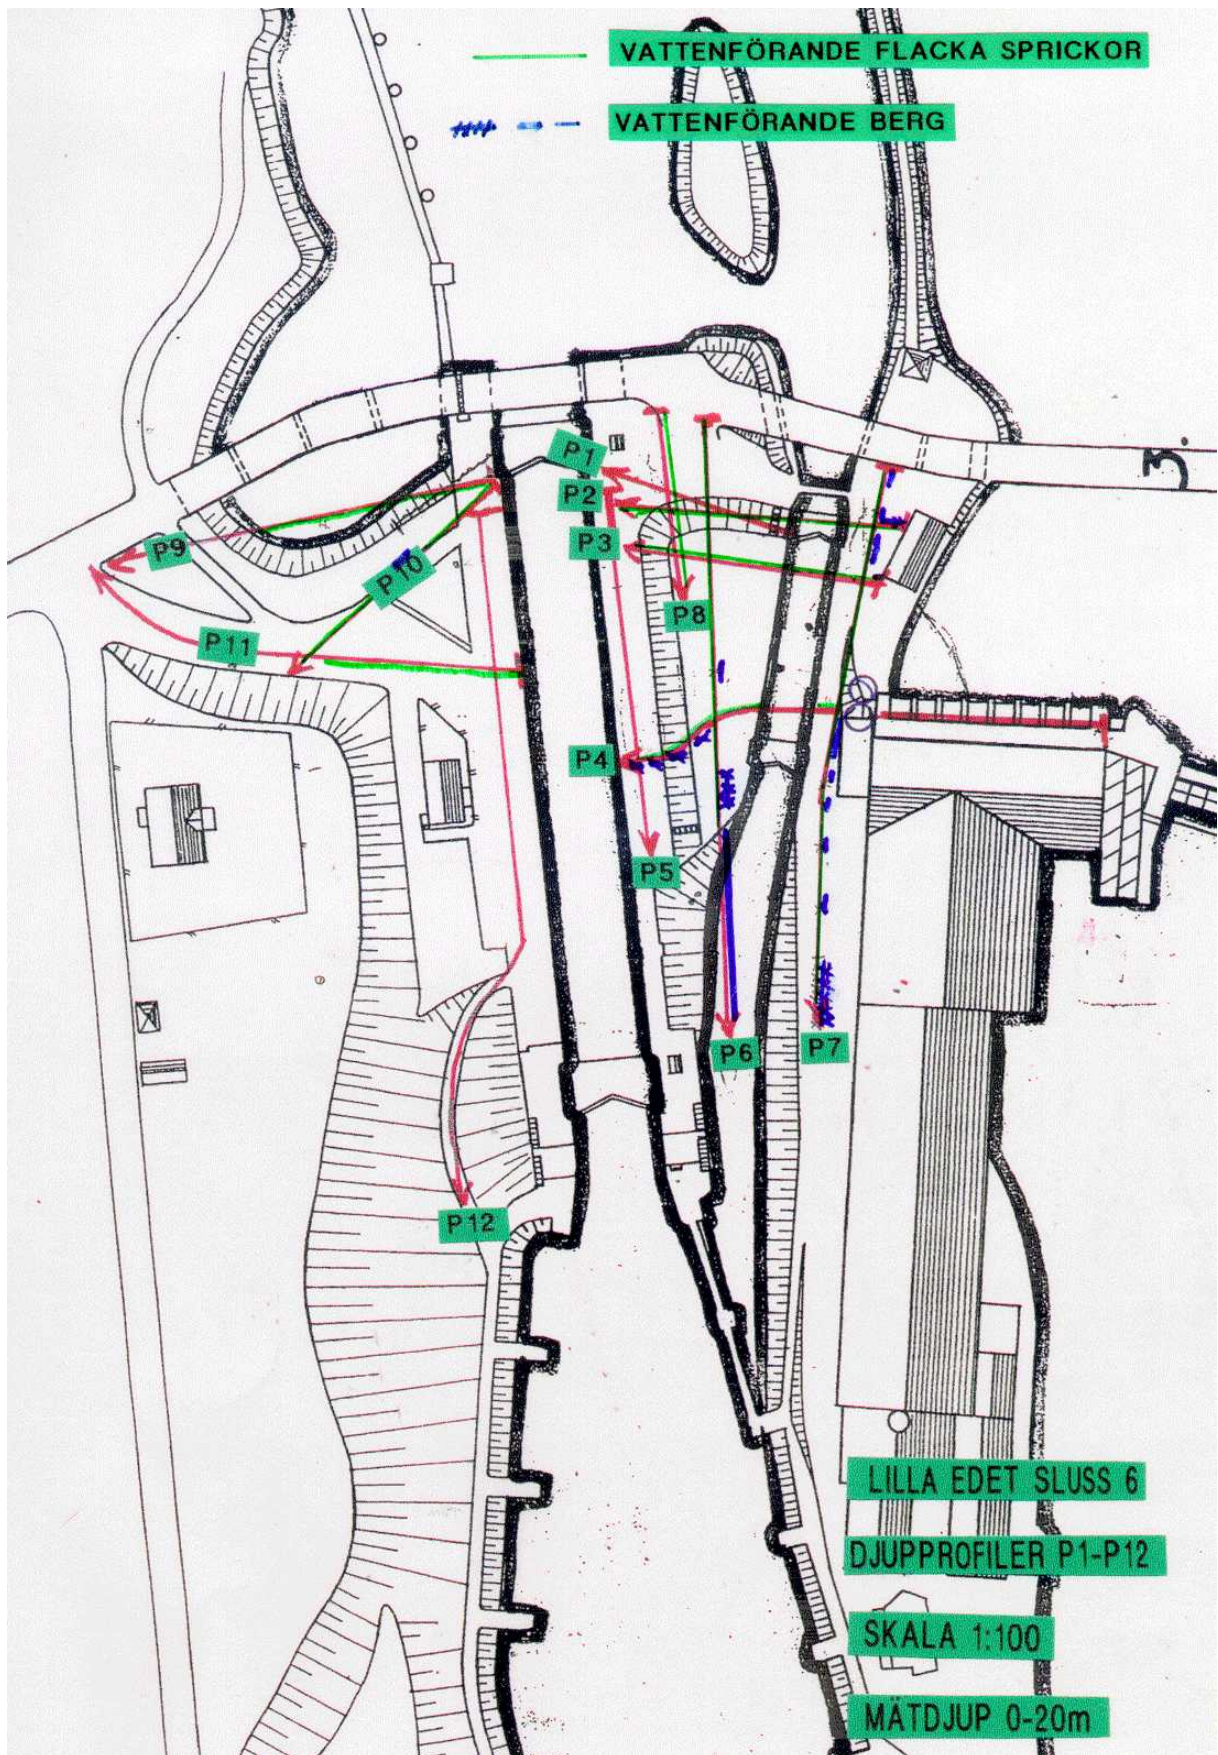 VATTENFÖRANDE FLACKA SPRICKOR
VATTENFÖRANDE BERG
P1
P2
P3
P9
P10
P8
P11
P4
P5
P6
P7
P12
LILLA EDET SLUSS 6
DJUPPROFILER P1-P12
SKALA 1:100
MÄTDJUP 0-20m